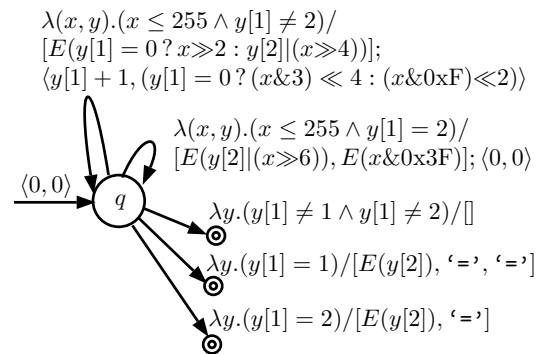 λ(x, y).(x ≤ 255 ∧ y[1] ≠ 2)/
[E(y[1] = 0 ? x≫2 : y[2]|(x≫4))];
⟨y[1] + 1, (y[1] = 0 ? (x&3) ≪ 4 : (x&0xF)≪2)⟩
λ(x, y).(x ≤ 255 ∧ y[1] = 2)/
[E(y[2]|(x≫6)), E(x&0x3F)]; ⟨0, 0⟩
⟨0, 0⟩
q
λy.(y[1] ≠ 1 ∧ y[1] ≠ 2)/[]
λy.(y[1] = 1)/[E(y[2]), ‘=’, ‘=’]
λy.(y[1] = 2)/[E(y[2]), ‘=’]